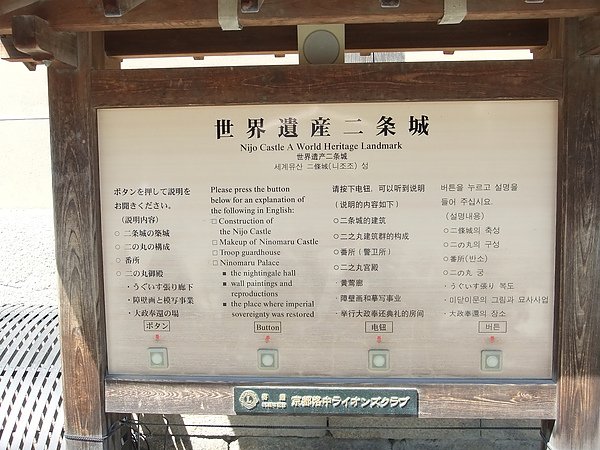 世界遺産二条城
Nijo Castle A World Heritage Landmark
世界遗产二条城
세계유산 二條城(니조조) 성
ボタンを押して説明を
お聞きください。
(説明内容)
○ 二条城の築城
○ 二の丸の構成
○ 番所
○ 二の丸御殿
・うぐいす張り廊下
・障壁画と模写事業
・大政奉還の場
ボタン
Please press the button
below for an explanation of
the following in English:
□ Construction of
the Nijo Castle
□ Makeup of Ninomaru Castle
□ Troop guardhouse
□ Ninomaru Palace
■ the nightingale hall
■ wall paintings and
reproductions
■ the place where imperial
sovereignty was restored
Button
请按下电钮，可以听到说明
(说明的内容如下)
○二条城的建筑
○二之丸建筑群的构成
○番所（警卫所）
○二之丸宫殿
・黄莺廊
・障壁画和摹写事业
・举行大政奉还典礼的房间
电钮
버튼을 누르고 설명을
들어 주십시요.
(설명내용)
○二條城의 축성
○二の丸의 구성
○番所(반소)
○二の丸 궁
・うぐいす張り 복도
・미닫이문의 그림과 묘사사업
・大政奉還의 장소
버튼
寄贈
京都洛中ライオンズクラブ